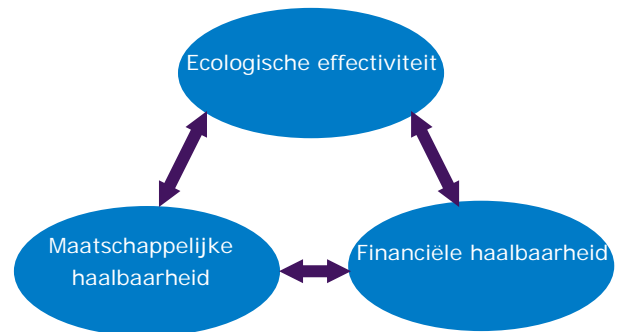 Ecologische effectiviteit
Maatschappelijke
haalbaarheid
Financiële haalbaarheid